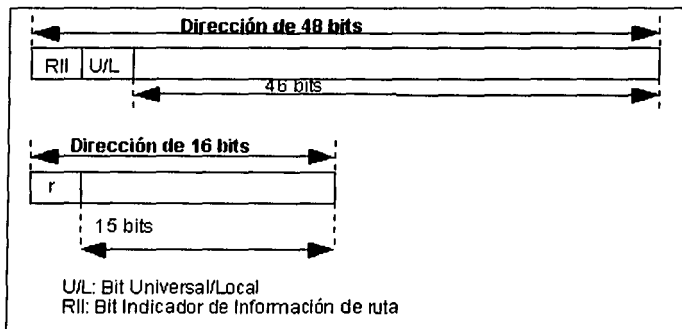 Dirección de 48 bits
RII U/L
46 bits
Dirección de 16 bits
r
15 bits
U/L: Bit Universal/Local
RII: Bit Indicador de Información de ruta